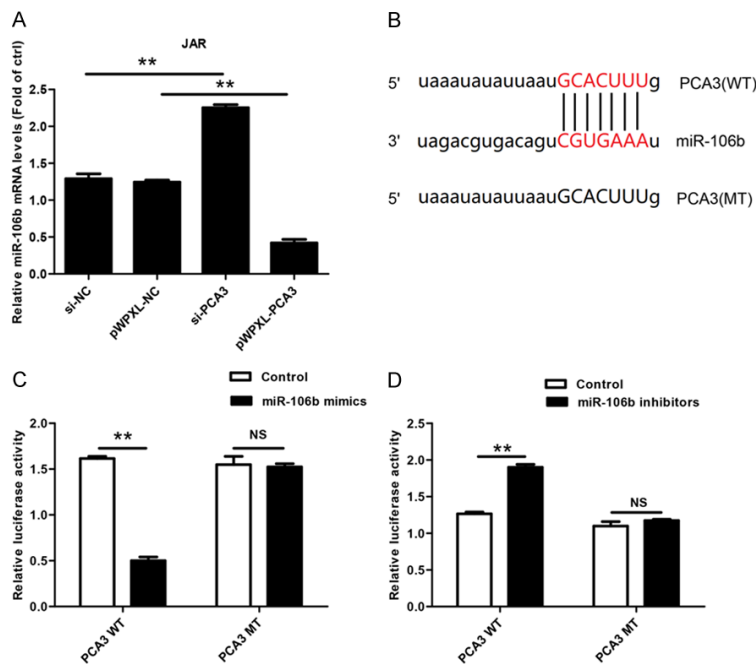 A
JAR
Relative miR-106b mRNA levels (Fold of ctrl)
2.5
2.0
1.5
1.0
0.5
0.0
**
**
si-NC
pWPXL-NC
si-PCA3
pWPXL-PCA3
B
5' uaaauauauuaauGCACUUUg PCA3(WT)
3' uagacgugacaguCGUGAAAu miR-106b
5' uaaauauauuaauGCACUUUg PCA3(MT)
C
Control
miR-106b mimics
Relative luciferase activity
2.0
1.5
1.0
0.5
0.0
**
NS
PCA3 WT
PCA3 MT
D
Control
miR-106b inhibitors
Relative luciferase activity
2.5
2.0
1.5
1.0
0.5
0.0
**
NS
PCA3 WT
PCA3 MT